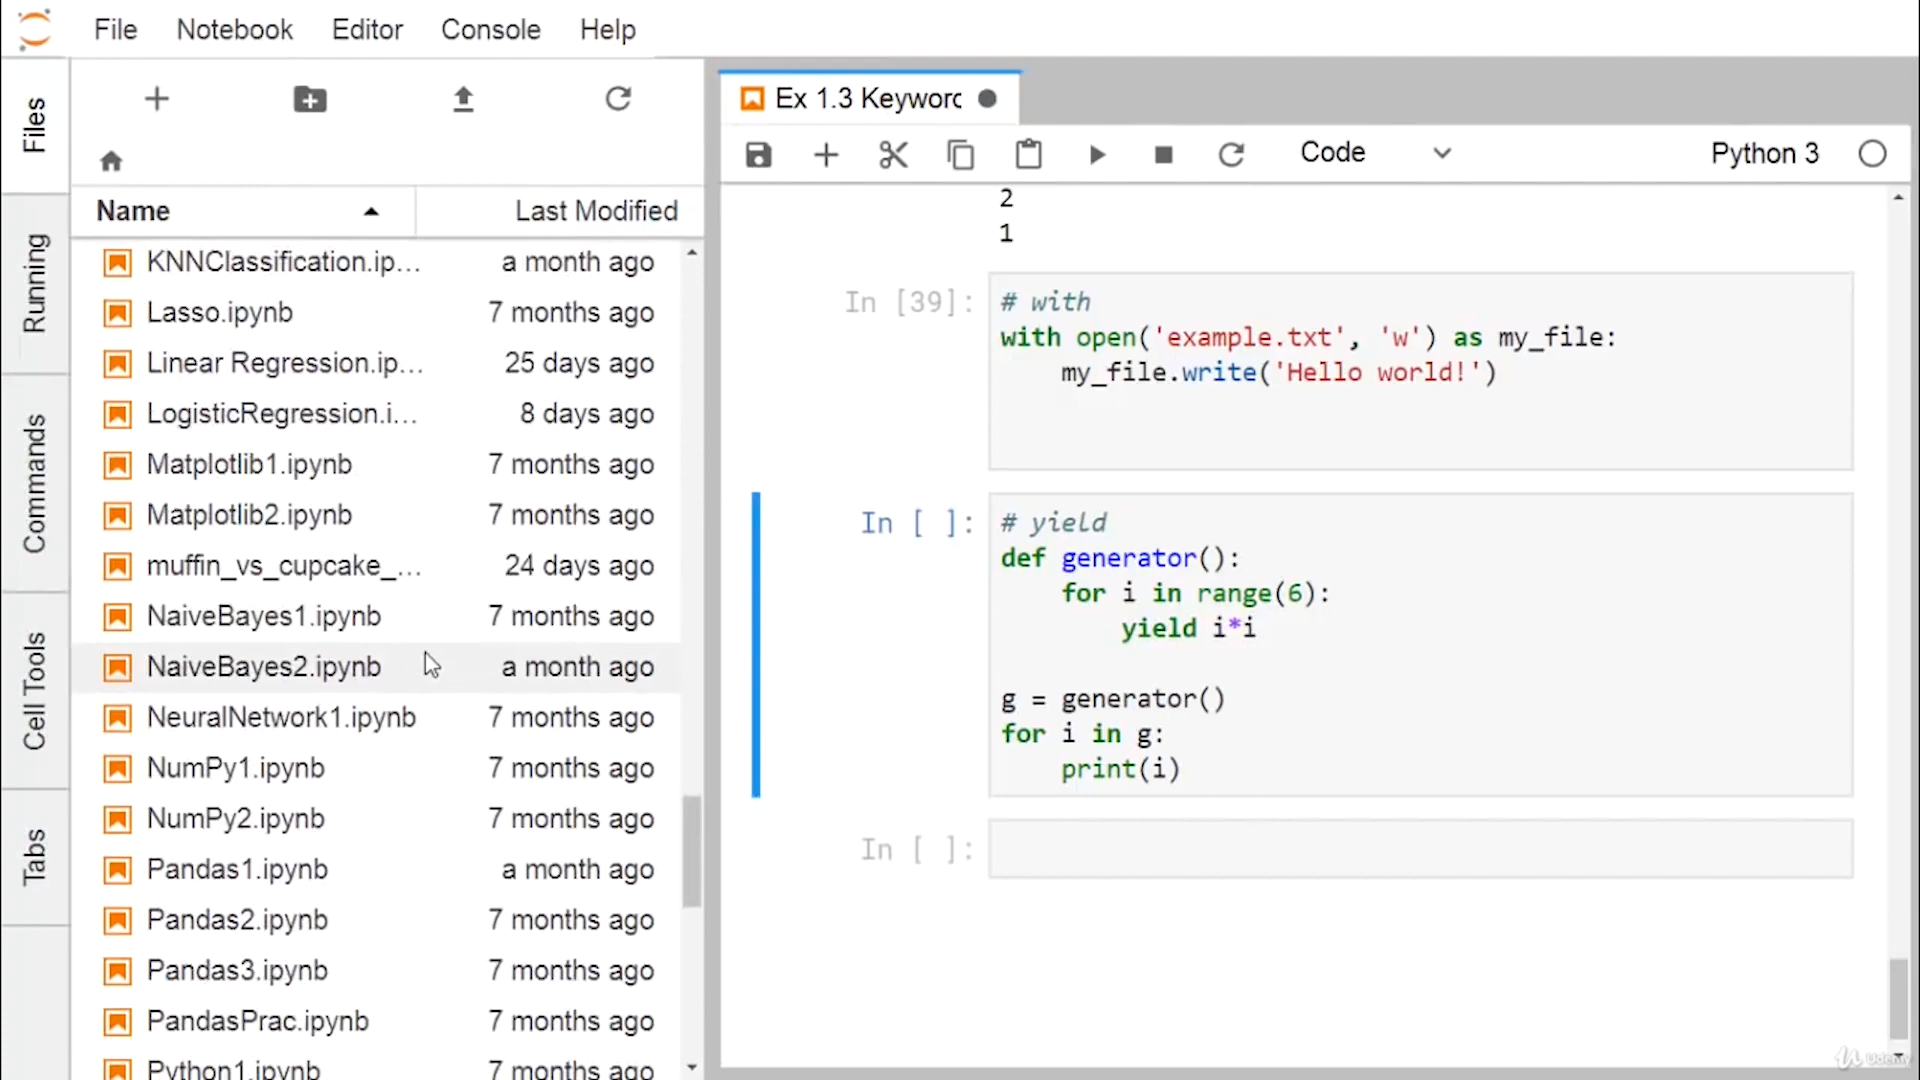 File Notebook Editor Console Help
Files
Running
Commands
Cell Tools
Tabs
Name Last Modified
KNNClassification.ip... a month ago
Lasso.ipynb 7 months ago
Linear Regression.ip... 25 days ago
LogisticRegression.i... 8 days ago
Matplotlib1.ipynb 7 months ago
Matplotlib2.ipynb 7 months ago
muffin_vs_cupcake_... 24 days ago
NaiveBayes1.ipynb 7 months ago
NaiveBayes2.ipynb a month ago
NeuralNetwork1.ipynb 7 months ago
NumPy1.ipynb 7 months ago
NumPy2.ipynb 7 months ago
Pandas1.ipynb a month ago
Pandas2.ipynb 7 months ago
Pandas3.ipynb 7 months ago
PandasPrac.ipynb 7 months ago
Python1.ipynb 7 months ago
Ex 1.3 Keyword
Code Python 3
2
1
In [39]: # with
with open('example.txt', 'w') as my_file:
    my_file.write('Hello world!')
In [ ]: # yield
def generator():
    for i in range(6):
        yield i*i
g = generator()
for i in g:
    print(i)
In [ ]:
Udemy